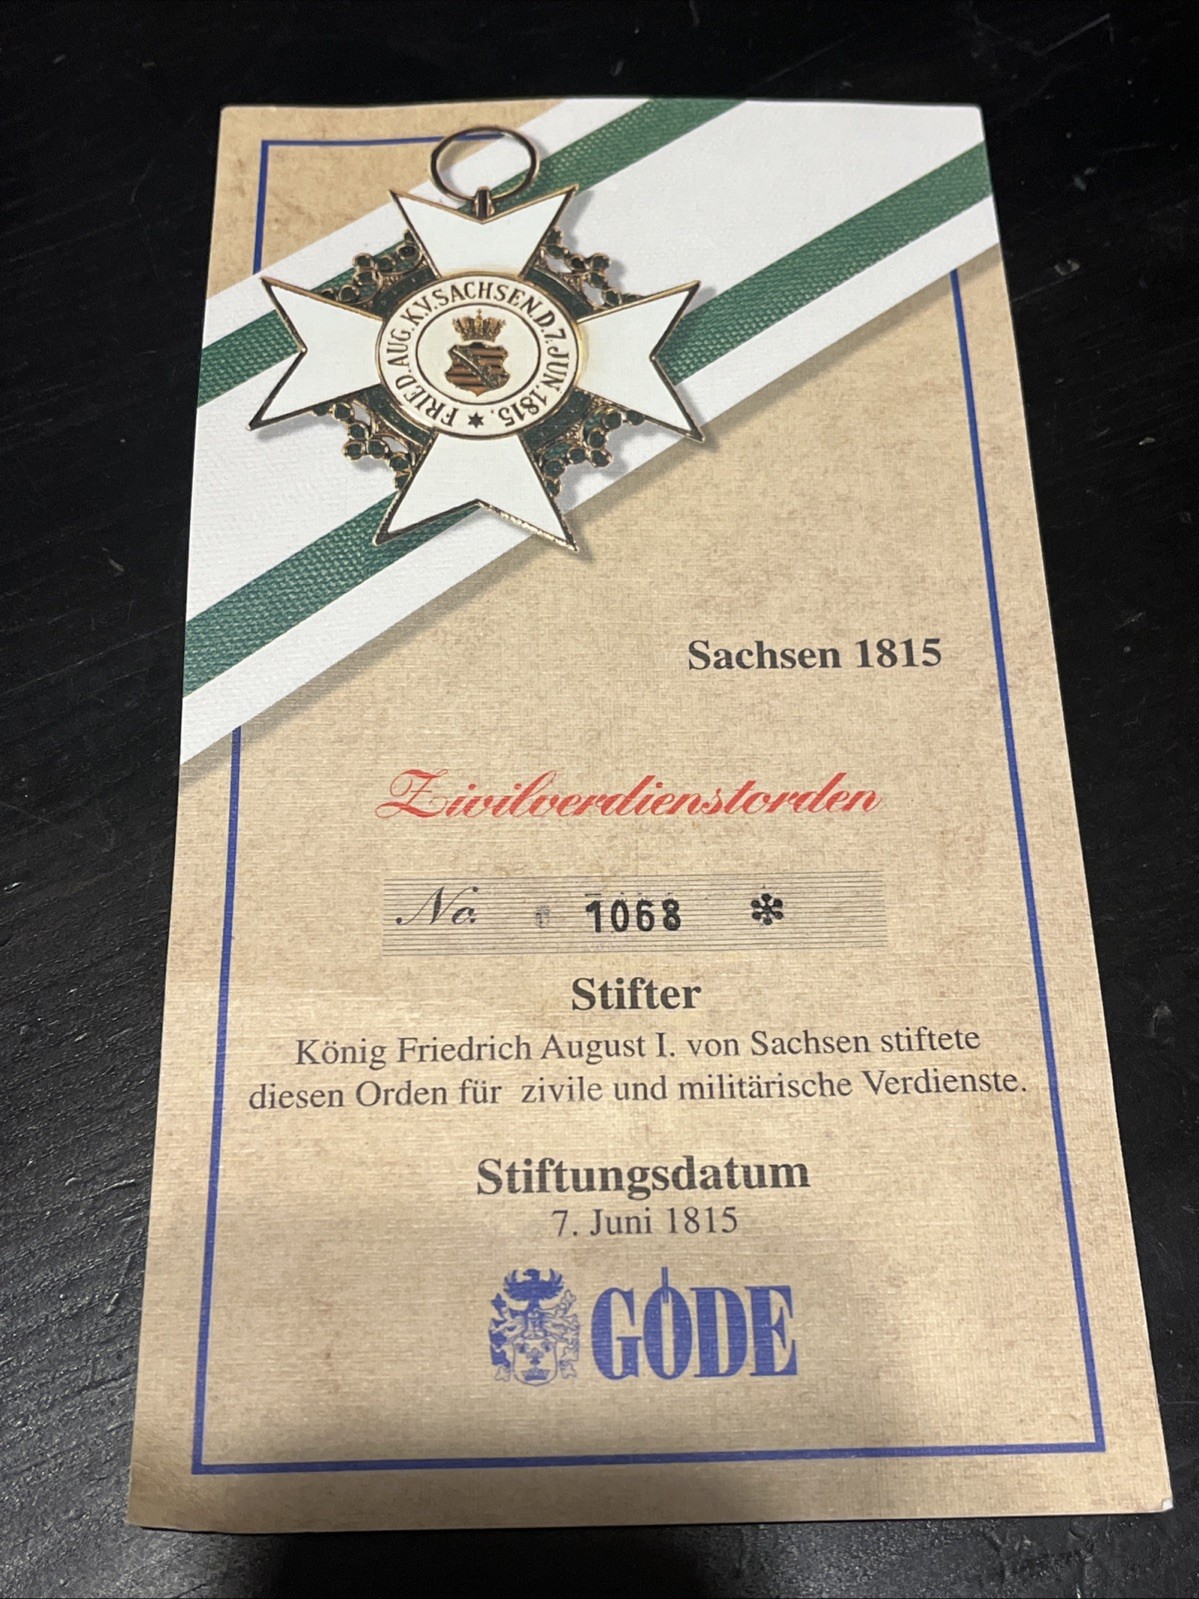 FRIED. AUG. K.V. SACHSEN. D. 7. JUN. 1815.
Sachsen 1815
Zivilverdienstorden
No. 1068 *
Stifter
König Friedrich August I. von Sachsen stiftete
diesen Orden für zivile und militärische Verdienste.
Stiftungsdatum
7. Juni 1815
GÖDE